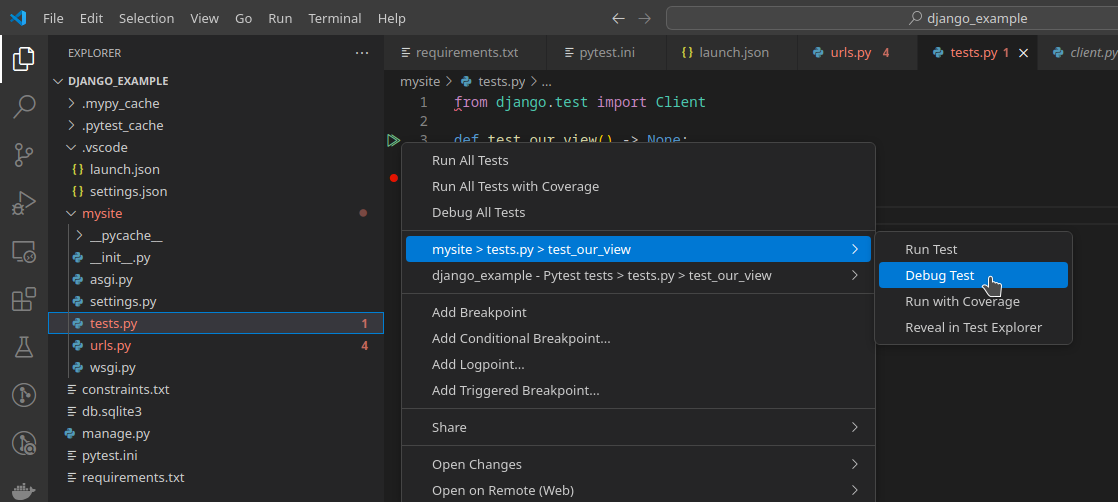 File Edit Selection View Go Run Terminal Help
django_example
EXPLORER
requirements.txt
pytest.ini
launch.json
urls.py 4
tests.py 1
client.py
DJANGO_EXAMPLE
mysite > tests.py > ...
.mypy_cache
.pytest_cache
.vscode
launch.json
settings.json
mysite
__pycache__
__init__.py
asgi.py
settings.py
tests.py 1
urls.py 4
wsgi.py
constraints.txt
db.sqlite3
manage.py
pytest.ini
requirements.txt
1 from django.test import Client
2
3 def test_our_view() -> None:
Run All Tests
Run All Tests with Coverage
Debug All Tests
mysite > tests.py > test_our_view
django_example - Pytest tests > tests.py > test_our_view
Add Breakpoint
Add Conditional Breakpoint...
Add Logpoint...
Add Triggered Breakpoint...
Share
Open Changes
Open on Remote (Web)
Run Test
Debug Test
Run with Coverage
Reveal in Test Explorer